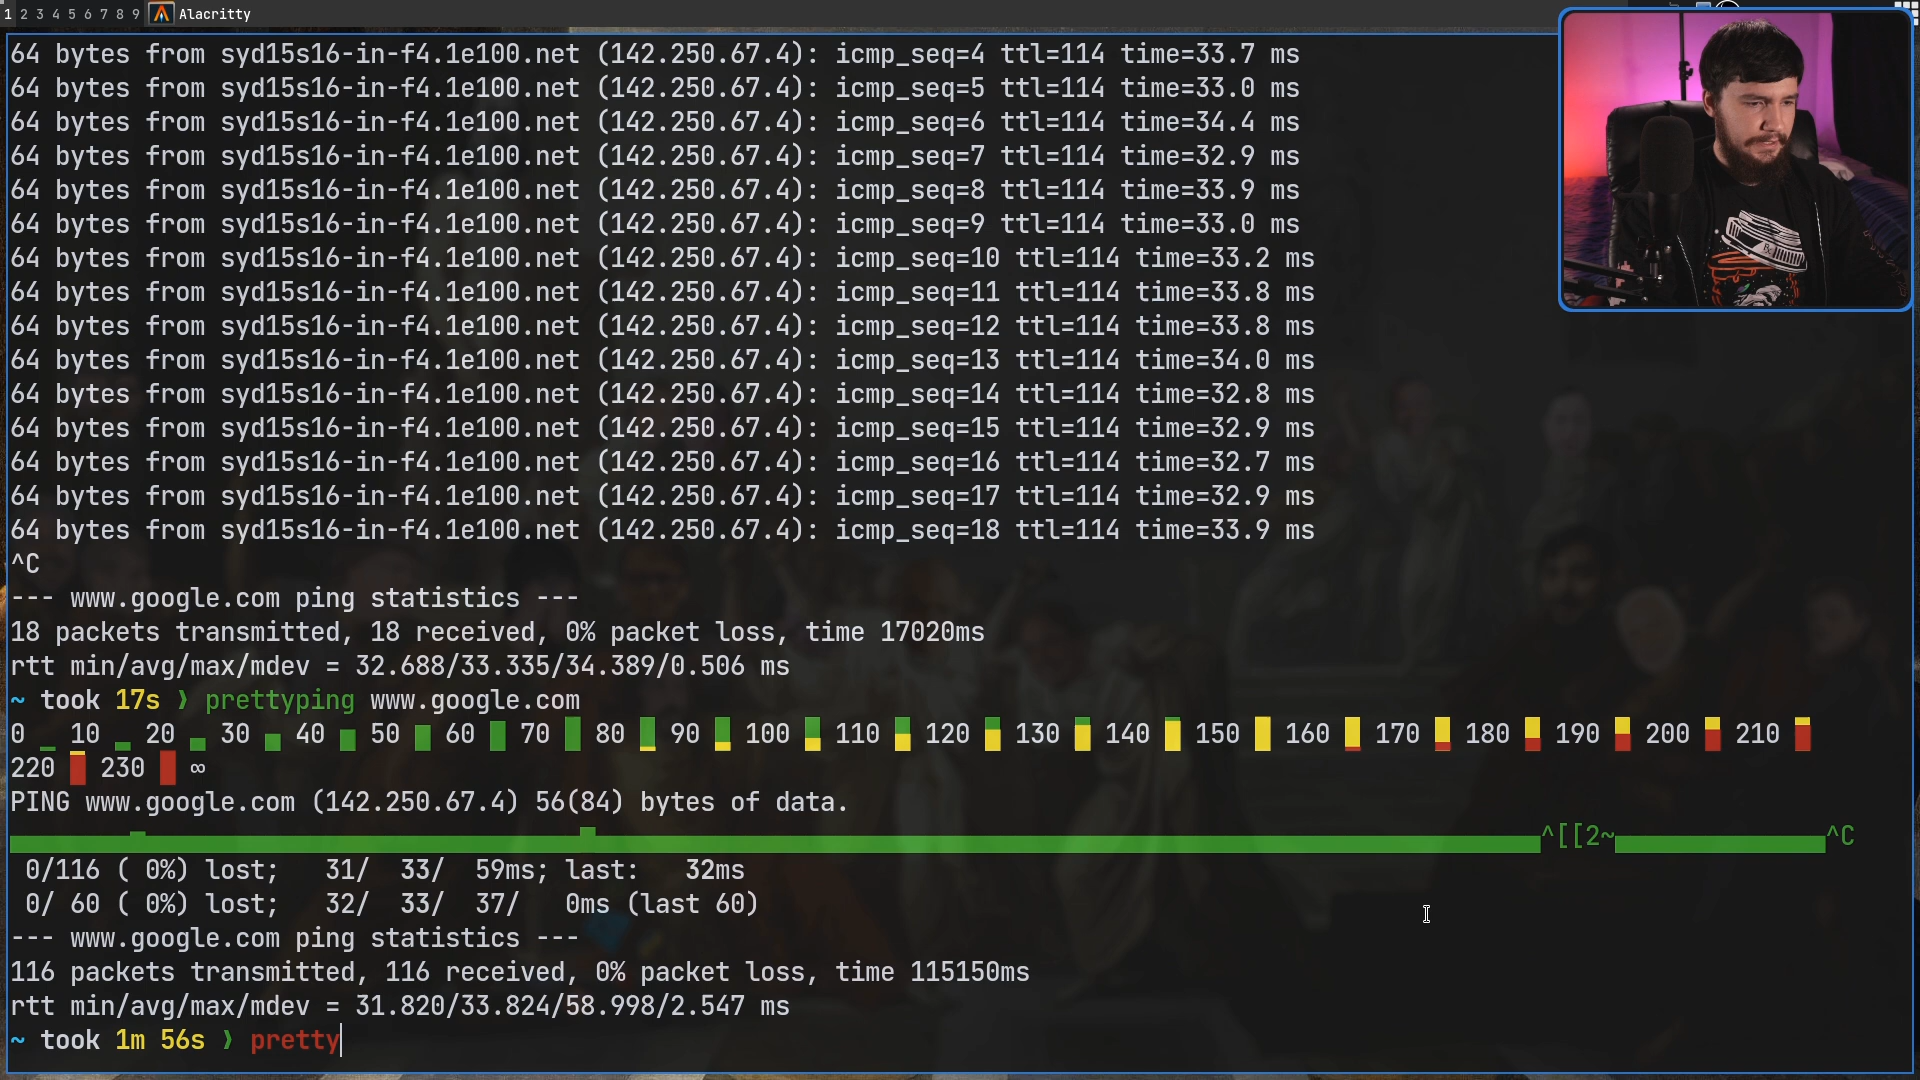 1 2 3 4 5 6 7 8 9 Alacritty
64 bytes from syd15s16-in-f4.1e100.net (142.250.67.4): icmp_seq=4 ttl=114 time=33.7 ms
64 bytes from syd15s16-in-f4.1e100.net (142.250.67.4): icmp_seq=5 ttl=114 time=33.0 ms
64 bytes from syd15s16-in-f4.1e100.net (142.250.67.4): icmp_seq=6 ttl=114 time=34.4 ms
64 bytes from syd15s16-in-f4.1e100.net (142.250.67.4): icmp_seq=7 ttl=114 time=32.9 ms
64 bytes from syd15s16-in-f4.1e100.net (142.250.67.4): icmp_seq=8 ttl=114 time=33.9 ms
64 bytes from syd15s16-in-f4.1e100.net (142.250.67.4): icmp_seq=9 ttl=114 time=33.0 ms
64 bytes from syd15s16-in-f4.1e100.net (142.250.67.4): icmp_seq=10 ttl=114 time=33.2 ms
64 bytes from syd15s16-in-f4.1e100.net (142.250.67.4): icmp_seq=11 ttl=114 time=33.8 ms
64 bytes from syd15s16-in-f4.1e100.net (142.250.67.4): icmp_seq=12 ttl=114 time=33.8 ms
64 bytes from syd15s16-in-f4.1e100.net (142.250.67.4): icmp_seq=13 ttl=114 time=34.0 ms
64 bytes from syd15s16-in-f4.1e100.net (142.250.67.4): icmp_seq=14 ttl=114 time=32.8 ms
64 bytes from syd15s16-in-f4.1e100.net (142.250.67.4): icmp_seq=15 ttl=114 time=32.9 ms
64 bytes from syd15s16-in-f4.1e100.net (142.250.67.4): icmp_seq=16 ttl=114 time=32.7 ms
64 bytes from syd15s16-in-f4.1e100.net (142.250.67.4): icmp_seq=17 ttl=114 time=32.9 ms
64 bytes from syd15s16-in-f4.1e100.net (142.250.67.4): icmp_seq=18 ttl=114 time=33.9 ms
^C
--- www.google.com ping statistics ---
18 packets transmitted, 18 received, 0% packet loss, time 17020ms
rtt min/avg/max/mdev = 32.688/33.335/34.389/0.506 ms
~ took 17s ❯ prettyping www.google.com
0 10 20 30 40 50 60 70 80 90 100 110 120 130 140 150 160 170 180 190 200 210
220 230 ∞
PING www.google.com (142.250.67.4) 56(84) bytes of data.
^[[2~ ^C
0/116 ( 0%) lost; 31/ 33/ 59ms; last: 32ms
0/ 60 ( 0%) lost; 32/ 33/ 37/ 0ms (last 60)
--- www.google.com ping statistics ---
116 packets transmitted, 116 received, 0% packet loss, time 115150ms
rtt min/avg/max/mdev = 31.820/33.824/58.998/2.547 ms
~ took 1m 56s ❯ pretty